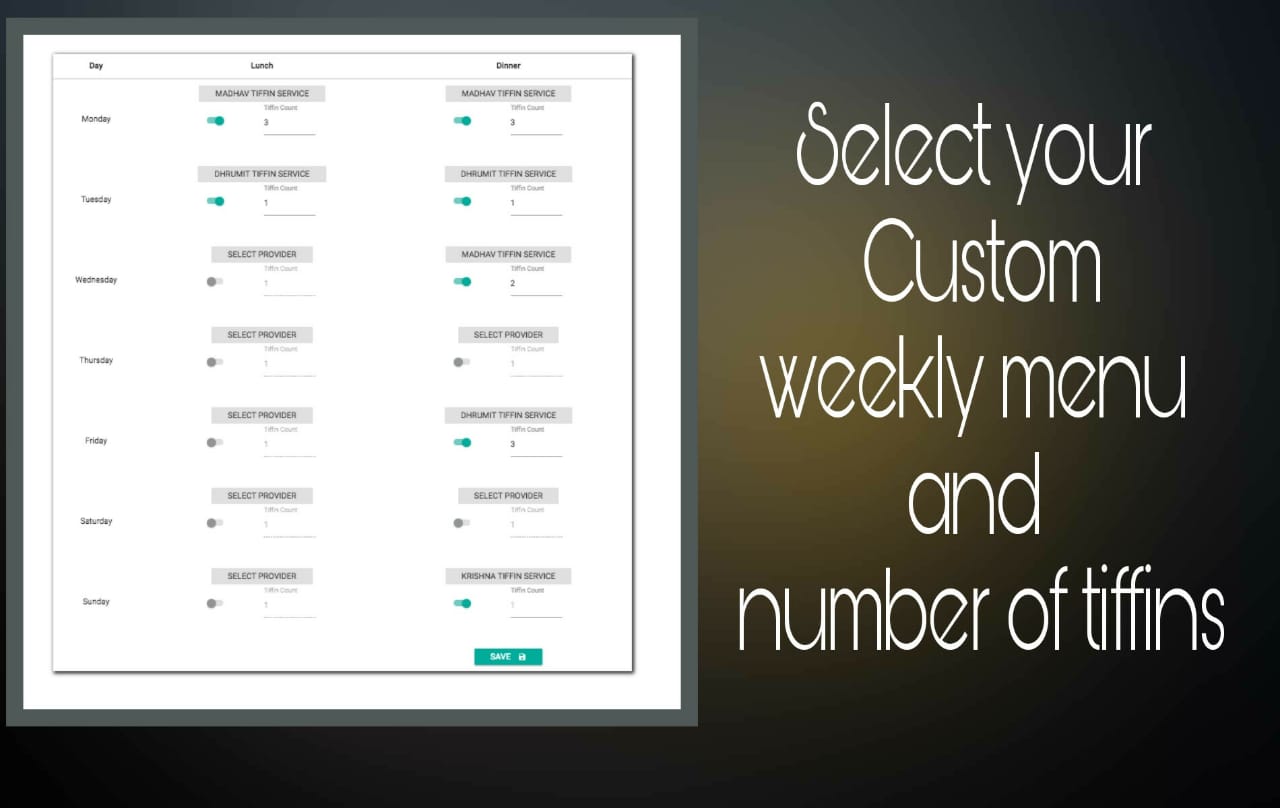 Day Lunch Dinner
MADHAV TIFFIN SERVICE MADHAV TIFFIN SERVICE
Tiffin Count Tiffin Count
Monday 3 3
DHRUMIT TIFFIN SERVICE DHRUMIT TIFFIN SERVICE
Tiffin Count Tiffin Count
Tuesday 1 1
SELECT PROVIDER MADHAV TIFFIN SERVICE
Tiffin Count Tiffin Count
Wednesday 1 2
SELECT PROVIDER SELECT PROVIDER
Tiffin Count Tiffin Count
Thursday 1 1
SELECT PROVIDER DHRUMIT TIFFIN SERVICE
Tiffin Count Tiffin Count
Friday 1 3
SELECT PROVIDER SELECT PROVIDER
Tiffin Count Tiffin Count
Saturday 1 1
SELECT PROVIDER KRISHNA TIFFIN SERVICE
Tiffin Count Tiffin Count
Sunday 1 1
SAVE
Select your
Custom
weekly menu
and
number of tiffins